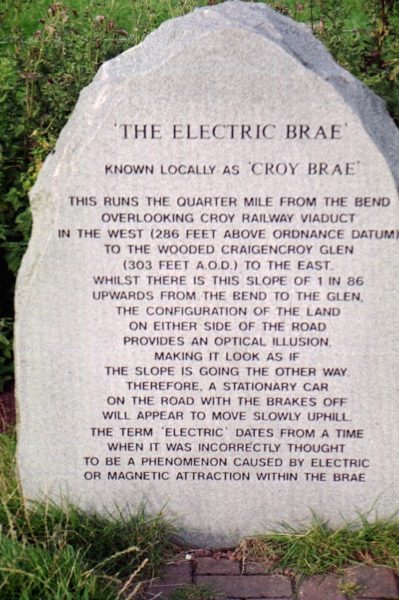 'THE ELECTRIC BRAE'
KNOWN LOCALLY AS 'CROY BRAE'
THIS RUNS THE QUARTER MILE FROM THE BEND
OVERLOOKING CROY RAILWAY VIADUCT
IN THE WEST (286 FEET ABOVE ORDNANCE DATUM)
TO THE WOODED CRAIGENCROY GLEN
(303 FEET A.O.D.) TO THE EAST.
WHILST THERE IS THIS SLOPE OF 1 IN 86
UPWARDS FROM THE BEND TO THE GLEN,
THE CONFIGURATION OF THE LAND
ON EITHER SIDE OF THE ROAD
PROVIDES AN OPTICAL ILLUSION,
MAKING IT LOOK AS IF
THE SLOPE IS GOING THE OTHER WAY.
THEREFORE, A STATIONARY CAR
ON THE ROAD WITH THE BRAKES OFF
WILL APPEAR TO MOVE SLOWLY UPHILL.
THE TERM 'ELECTRIC' DATES FROM A TIME
WHEN IT WAS INCORRECTLY THOUGHT
TO BE A PHENOMENON CAUSED BY ELECTRIC
OR MAGNETIC ATTRACTION WITHIN THE BRAE